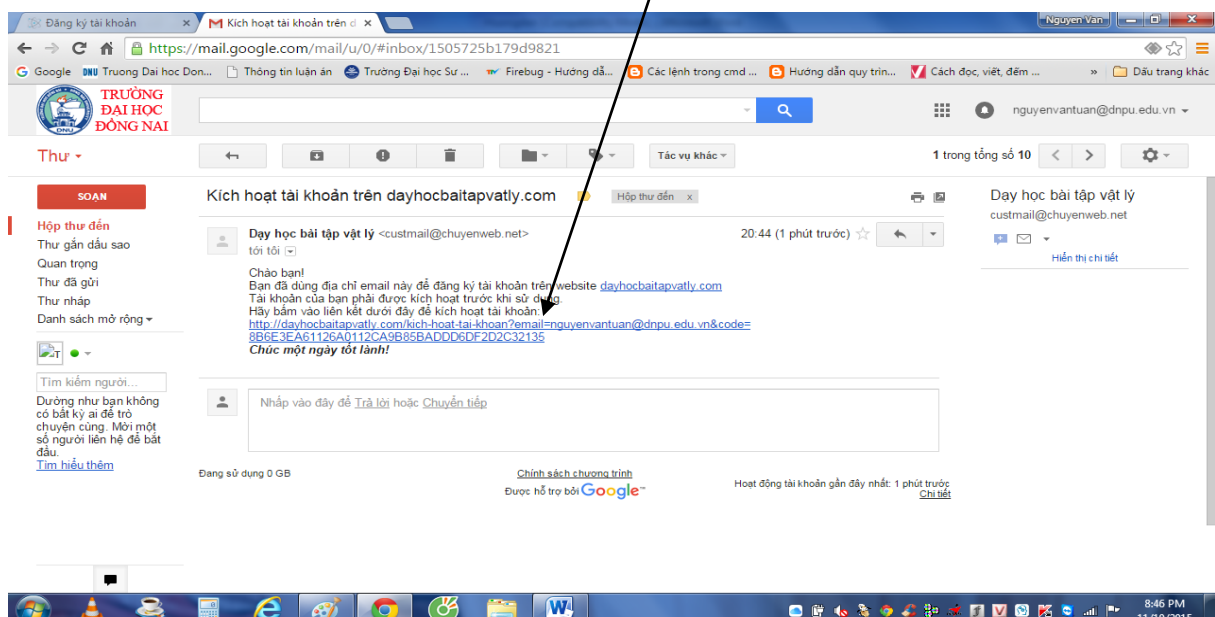 Đăng ký tài khoản x
Kích hoạt tài khoản trên d x
Nguyen Van
https://mail.google.com/mail/u/0/#inbox/1505725b179d9821
Google
DNU Truong Dai hoc Don...
Thông tin luận án
Trường Đại học Sư ...
Firebug - Hướng dẫ...
Các lệnh trong cmd ...
Hướng dẫn quy trìn...
Cách đọc, viết, đếm ...
»
Dấu trang khác
TRƯỜNG
ĐẠI HỌC
ĐỒNG NAI
DNU
nguyenvantuan@dnpu.edu.vn
Thư
Tác vụ khác
1 trong tổng số 10
SOẠN
Hộp thư đến
Thư gắn dấu sao
Quan trọng
Thư đã gửi
Thư nháp
Danh sách mở rộng
T
Tìm kiếm người...
Dường như bạn không
có bất kỳ ai để trò
chuyện cùng. Mời một
số người liên hệ để bắt
đầu.
Tìm hiểu thêm
Kích hoạt tài khoản trên dayhocbaitapvatly.com
Hộp thư đến x
Dạy học bài tập vật lý <custmail@chuyenweb.net>
20:44 (1 phút trước)
tới tôi
Chào bạn!
Bạn đã dùng địa chỉ email này để đăng ký tài khoản trên website dayhocbaitapvatly.com
Tài khoản của bạn phải được kích hoạt trước khi sử dụng.
Hãy bấm vào liên kết dưới đây để kích hoạt tài khoản:
http://dayhocbaitapvatly.com/kich-hoat-tai-khoan?email=nguyenvantuan@dnpu.edu.vn&code=
8B6E3EA61126A0112CA9B85BADDD6DF2D2C32135
Chúc một ngày tốt lành!
Nhấp vào đây để Trả lời hoặc Chuyển tiếp
Đang sử dụng 0 GB
Chính sách chương trình
Được hỗ trợ bởi Google™
Hoạt động tài khoản gần đây nhất: 1 phút trước
Chi tiết
Dạy học bài tập vật lý
custmail@chuyenweb.net
Hiển thị chi tiết
8:46 PM
11/10/2015